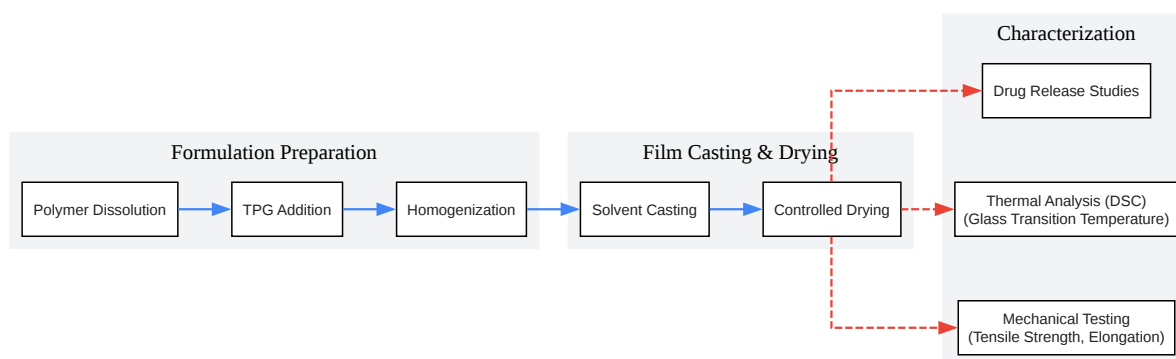 Characterization
Drug Release Studies
Formulation Preparation
Film Casting & Drying
Polymer Dissolution
TPG Addition
Homogenization
Solvent Casting
Controlled Drying
Thermal Analysis (DSC)
(Glass Transition Temperature)
Mechanical Testing
(Tensile Strength, Elongation)